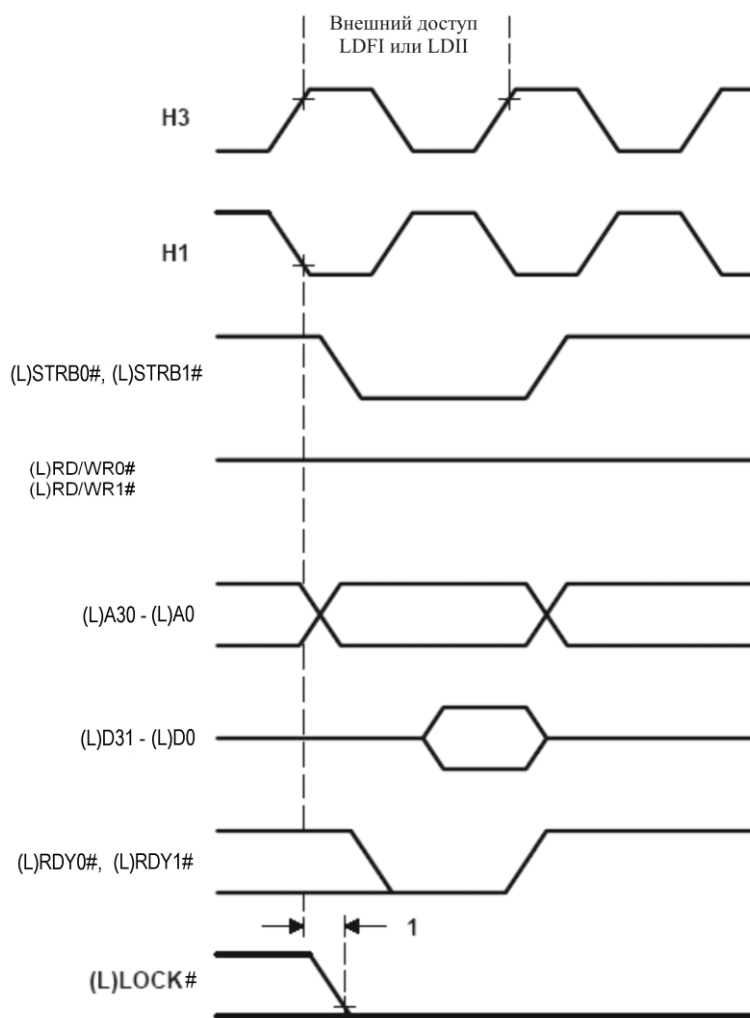 Внешний доступ
LDFI или LDII
H3
H1
(L)STRB0#, (L)STRB1#
(L)RD/WR0#
(L)RD/WR1#
(L)A30 - (L)A0
(L)D31 - (L)D0
(L)RDY0#, (L)RDY1#
1
(L)LOCK#